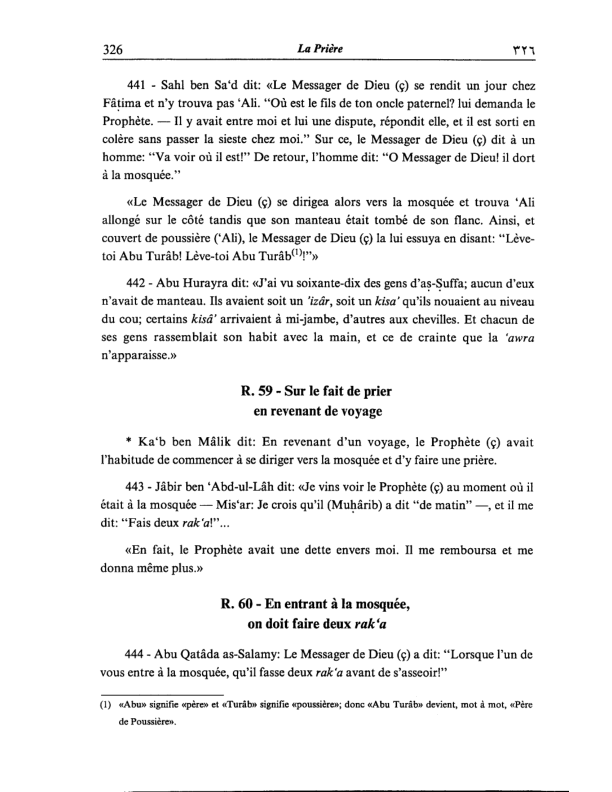 326 La Prière ٣٢٦
441 - Sahl ben Sa‘d dit: «Le Messager de Dieu (ç) se rendit un jour chez
Fâṭima et n'y trouva pas ‘Ali. “Où est le fils de ton oncle paternel? lui demanda le
Prophète. — Il y avait entre moi et lui une dispute, répondit elle, et il est sorti en
colère sans passer la sieste chez moi.” Sur ce, le Messager de Dieu (ç) dit à un
homme: “Va voir où il est!” De retour, l'homme dit: “O Messager de Dieu! il dort
à la mosquée.”
«Le Messager de Dieu (ç) se dirigea alors vers la mosquée et trouva ‘Ali
allongé sur le côté tandis que son manteau était tombé de son flanc. Ainsi, et
couvert de poussière (‘Ali), le Messager de Dieu (ç) la lui essuya en disant: “Lève-
toi Abu Turâb! Lève-toi Abu Turâb(1)!”»
442 - Abu Hurayra dit: «J'ai vu soixante-dix des gens d'aṣ-Ṣuffa; aucun d'eux
n'avait de manteau. Ils avaient soit un 'izâr, soit un kisa' qu'ils nouaient au niveau
du cou; certains kisâ' arrivaient à mi-jambe, d'autres aux chevilles. Et chacun de
ses gens rassemblait son habit avec la main, et ce de crainte que la ‘awra
n'apparaisse.»
R. 59 - Sur le fait de prier
en revenant de voyage
* Ka‘b ben Mâlik dit: En revenant d'un voyage, le Prophète (ç) avait
l'habitude de commencer à se diriger vers la mosquée et d'y faire une prière.
443 - Jâbir ben ‘Abd-ul-Lâh dit: «Je vins voir le Prophète (ç) au moment où il
était à la mosquée — Mis‘ar: Je crois qu'il (Muḥârib) a dit “de matin” —, et il me
dit: “Fais deux rak‘a!”...
«En fait, le Prophète avait une dette envers moi. Il me remboursa et me
donna même plus.»
R. 60 - En entrant à la mosquée,
on doit faire deux rak‘a
444 - Abu Qatâda as-Salamy: Le Messager de Dieu (ç) a dit: “Lorsque l'un de
vous entre à la mosquée, qu'il fasse deux rak‘a avant de s'asseoir!”
(1) «Abu» signifie «père» et «Turâb» signifie «poussière»; donc «Abu Turâb» devient, mot à mot, «Père
de Poussière».